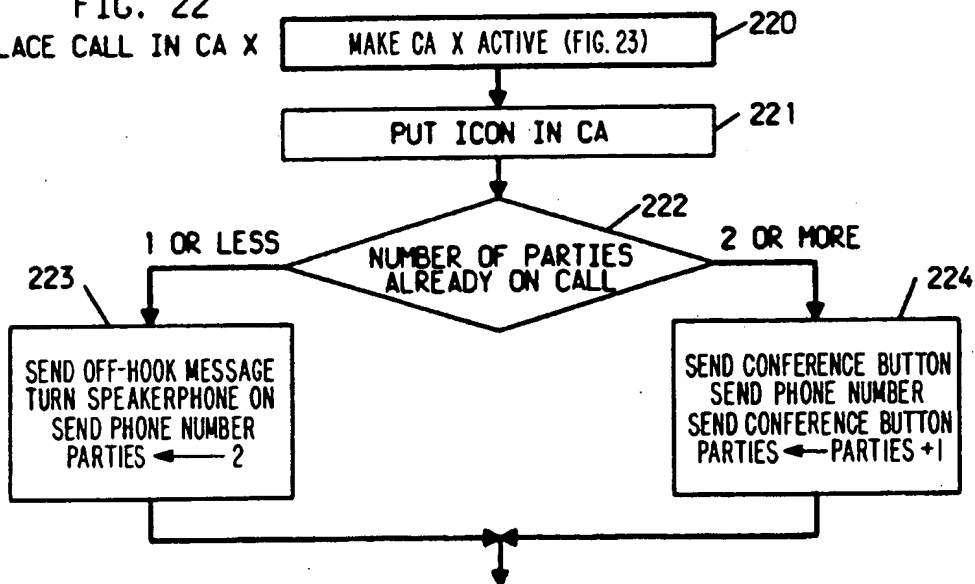 FIG. 22
LACE CALL IN CA X
MAKE CA X ACTIVE (FIG. 23)
220
PUT ICON IN CA
221
222
1 OR LESS
NUMBER OF PARTIES
ALREADY ON CALL
2 OR MORE
223
SEND OFF-HOOK MESSAGE
TURN SPEAKERPHONE ON
SEND PHONE NUMBER
PARTIES ← 2
224
SEND CONFERENCE BUTTON
SEND PHONE NUMBER
SEND CONFERENCE BUTTON
PARTIES ← PARTIES +1